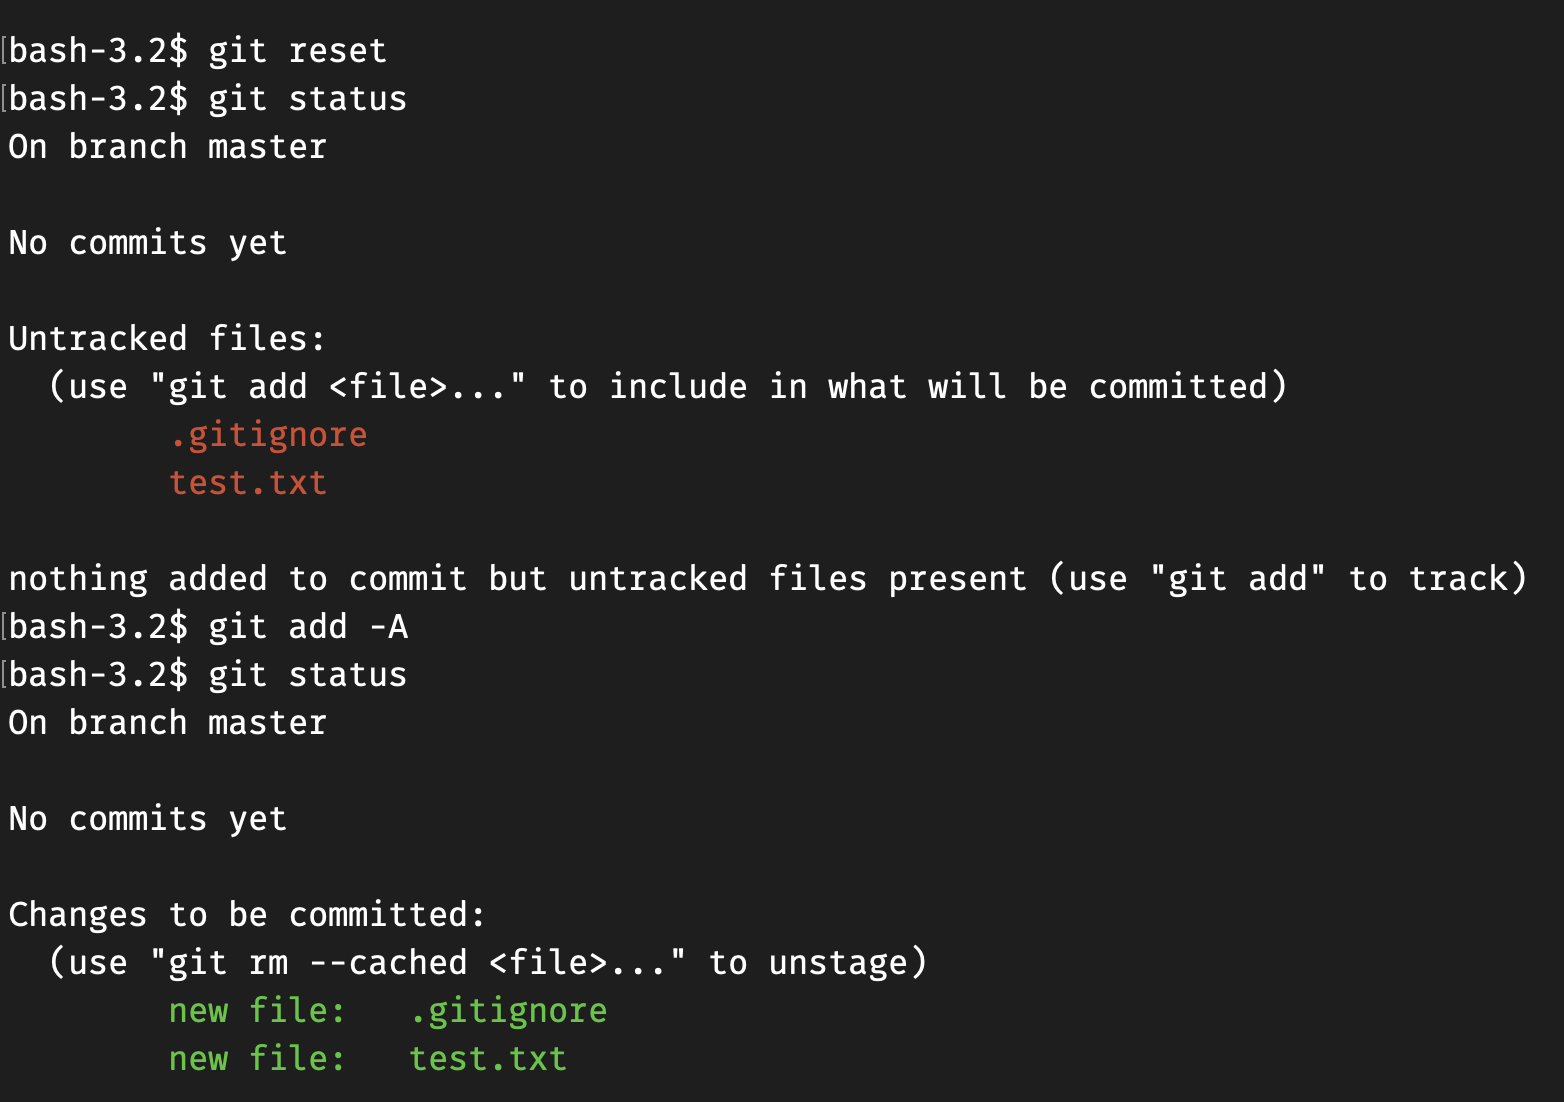 [bash-3.2$ git reset
[bash-3.2$ git status
On branch master
No commits yet
Untracked files:
  (use "git add <file>..." to include in what will be committed)
        .gitignore
        test.txt
nothing added to commit but untracked files present (use "git add" to track)
[bash-3.2$ git add -A
[bash-3.2$ git status
On branch master
No commits yet
Changes to be committed:
  (use "git rm --cached <file>..." to unstage)
        new file:   .gitignore
        new file:   test.txt